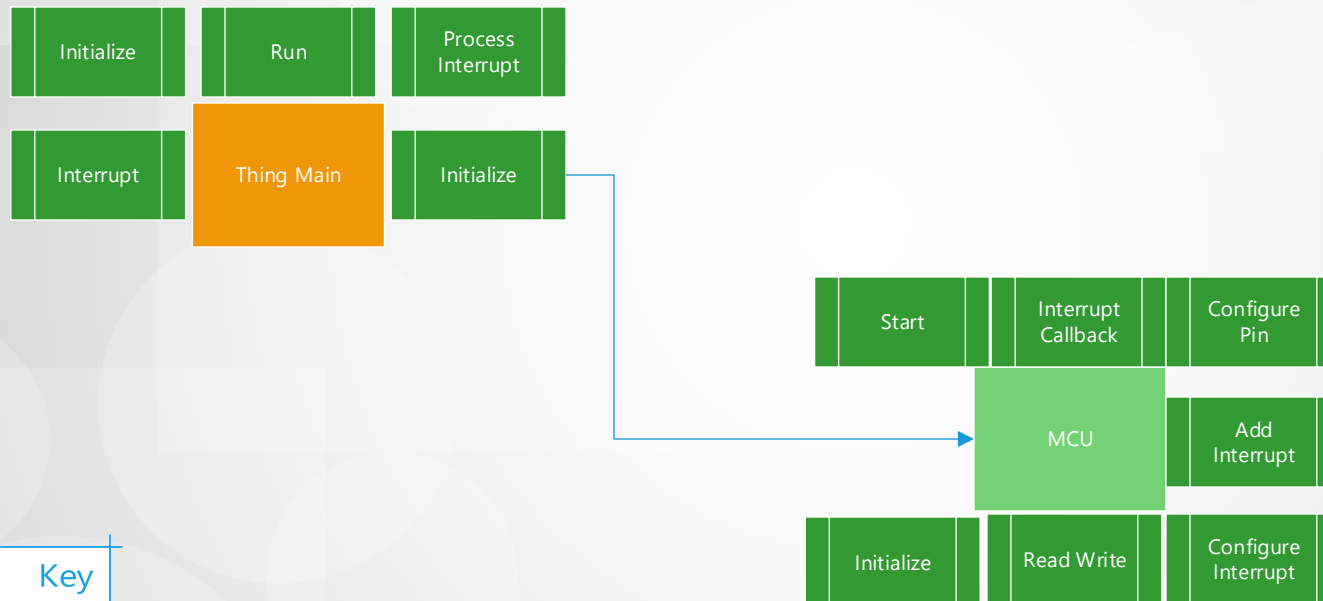 Initialize
Run
Process
Interrupt
Interrupt
Thing Main
Initialize
Start
Interrupt
Callback
Configure
Pin
MCU
Add
Interrupt
Initialize
Read Write
Configure
Interrupt
Key